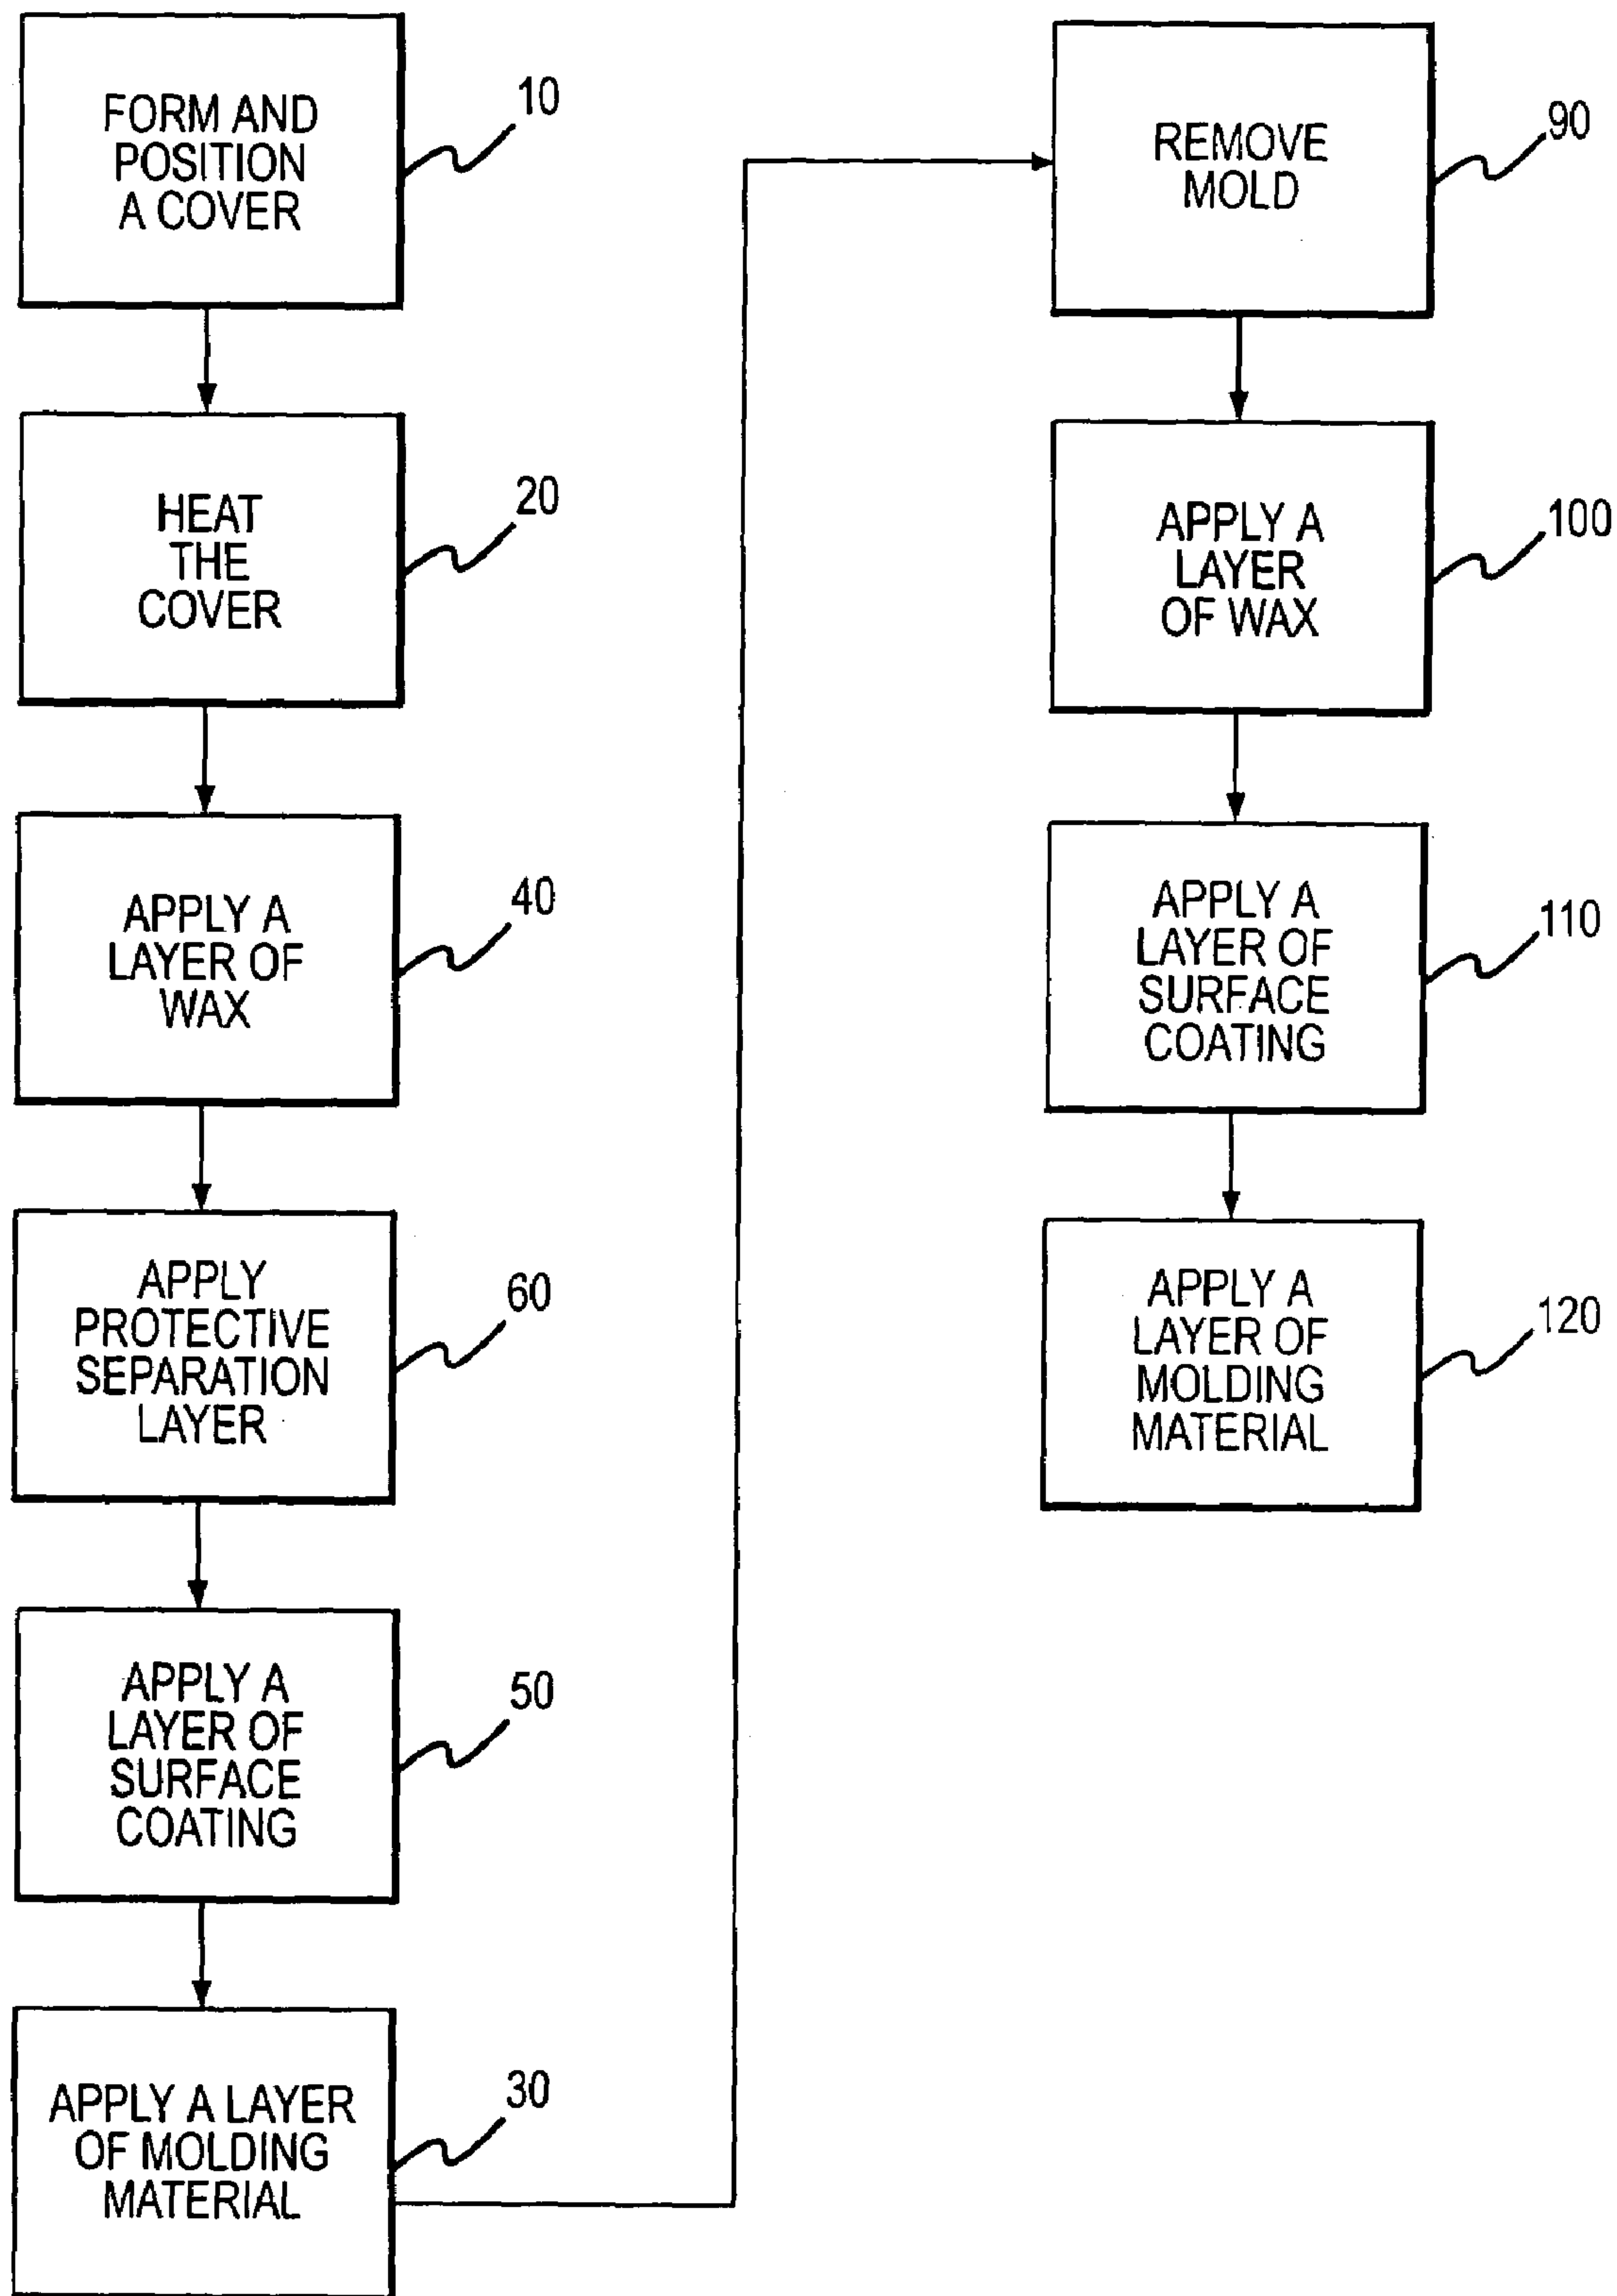 FORM AND
POSITION
A COVER
10
HEAT
THE
COVER
20
APPLY A
LAYER OF
WAX
40
APPLY
PROTECTIVE
SEPARATION
LAYER
60
APPLY A
LAYER OF
SURFACE
COATING
50
APPLY A LAYER
OF MOLDING
MATERIAL
30
REMOVE
MOLD
90
APPLY A
LAYER
OF WAX
100
APPLY A
LAYER OF
SURFACE
COATING
110
APPLY A
LAYER OF
MOLDING
MATERIAL
120